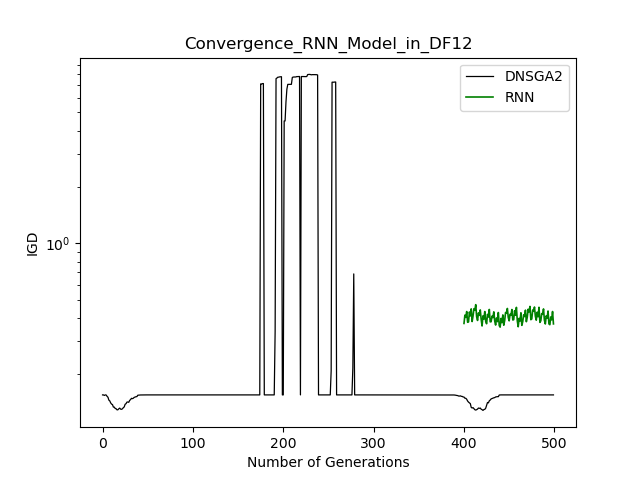 Convergence_RNN_Model_in_DF12
DNSGA2
RNN
IGD
10⁰
0 100 200 300 400 500
Number of Generations